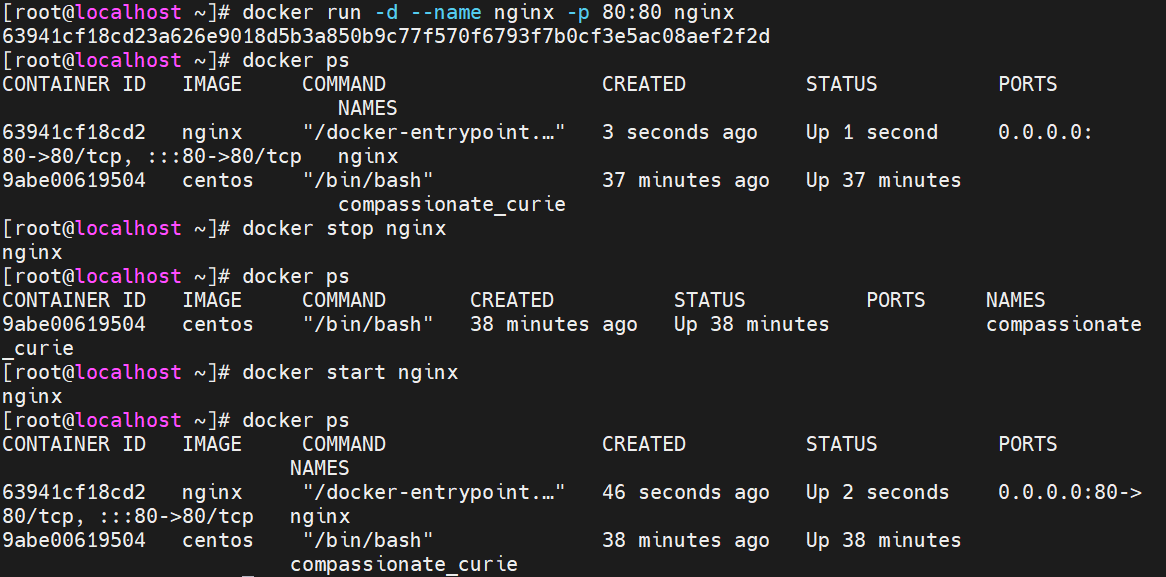 [root@localhost ~]# docker run -d --name nginx -p 80:80 nginx
63941cf18cd23a626e9018d5b3a850b9c77f570f6793f7b0cf3e5ac08aef2f2d
[root@localhost ~]# docker ps
CONTAINER ID   IMAGE     COMMAND                  CREATED          STATUS          PORTS
                            NAMES
63941cf18cd2   nginx     "/docker-entrypoint.…"   3 seconds ago    Up 1 second     0.0.0.0:
80->80/tcp, :::80->80/tcp   nginx
9abe00619504   centos    "/bin/bash"              37 minutes ago   Up 37 minutes
                            compassionate_curie
[root@localhost ~]# docker stop nginx
nginx
[root@localhost ~]# docker ps
CONTAINER ID   IMAGE     COMMAND       CREATED          STATUS          PORTS     NAMES
9abe00619504   centos    "/bin/bash"   38 minutes ago   Up 38 minutes             compassionate
_curie
[root@localhost ~]# docker start nginx
nginx
[root@localhost ~]# docker ps
CONTAINER ID   IMAGE     COMMAND                  CREATED          STATUS          PORTS
                        NAMES
63941cf18cd2   nginx     "/docker-entrypoint.…"   46 seconds ago   Up 2 seconds    0.0.0.0:80->
80/tcp, :::80->80/tcp   nginx
9abe00619504   centos    "/bin/bash"              38 minutes ago   Up 38 minutes
                        compassionate_curie